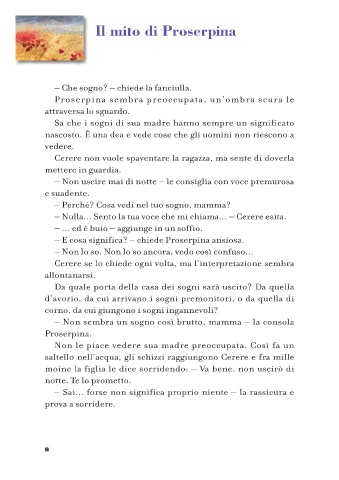 Il mito di Proserpina
– Che sogno? – chiede la fanciulla.
Proserpina sembra preoccupata, un’ombra scura le
attraversa lo sguardo.
Sa che i sogni di sua madre hanno sempre un significato
nascosto. È una dea e vede cose che gli uomini non riescono a
vedere.
Cerere non vuole spaventare la ragazza, ma sente di doverla
mettere in guardia.
– Non uscire mai di notte – le consiglia con voce premurosa
e suadente.
– Perché? Cosa vedi nel tuo sogno, mamma?
– Nulla… Sento la tua voce che mi chiama… – Cerere esita.
– … ed è buio – aggiunge in un soffio.
– E cosa significa? – chiede Proserpina ansiosa.
– Non lo so. Non lo so ancora, vedo così confuso…
Cerere se lo chiede ogni volta, ma l’interpretazione sembra
allontanarsi.
Da quale porta della casa dei sogni sarà uscito? Da quella
d’avorio, da cui arrivano i sogni premonitori, o da quella di
corno, da cui giungono i sogni ingannevoli?
– Non sembra un sogno così brutto, mamma – la consola
Proserpina.
Non le piace vedere sua madre preoccupata. Così fa un
saltello nell’acqua, gli schizzi raggiungono Cerere e fra mille
moine la figlia le dice sorridendo: – Va bene, non uscirò di
notte. Te lo prometto.
– Sai… forse non significa proprio niente – la rassicura e
prova a sorridere.
8